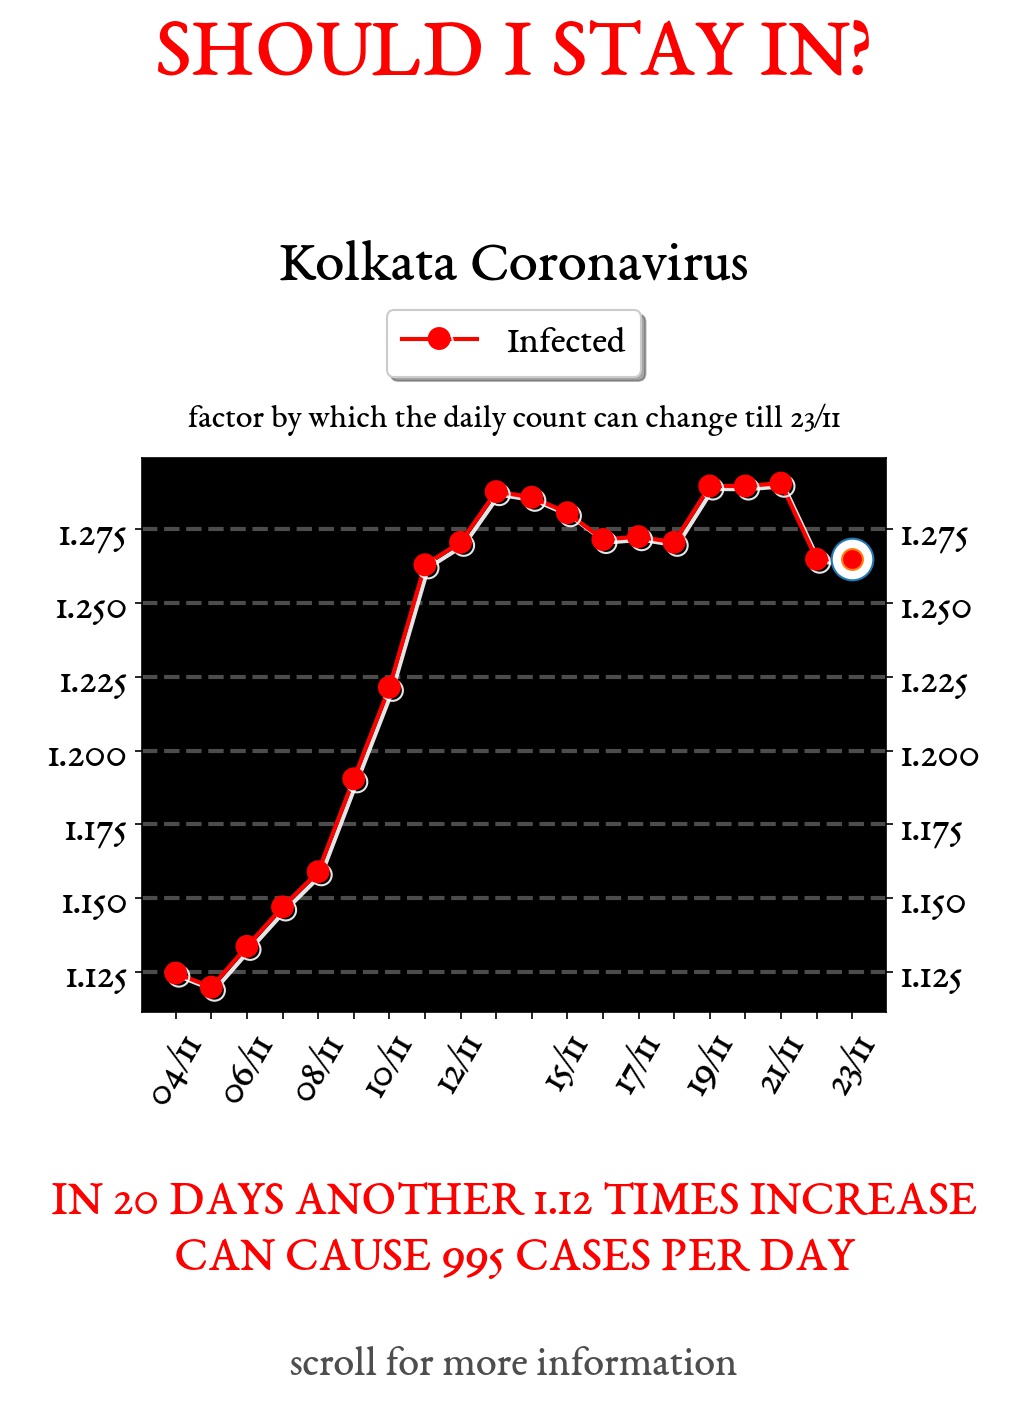 SHOULD I STAY IN?
Kolkata Coronavirus
Infected
factor by which the daily count can change till 23/11
1.275 1.275
1.250 1.250
1.225 1.225
1.200 1.200
1.175 1.175
1.150 1.150
1.125 1.125
04/11 06/11 08/11 10/11 12/11 15/11 17/11 19/11 21/11 23/11
IN 20 DAYS ANOTHER 1.12 TIMES INCREASE
CAN CAUSE 995 CASES PER DAY
scroll for more information